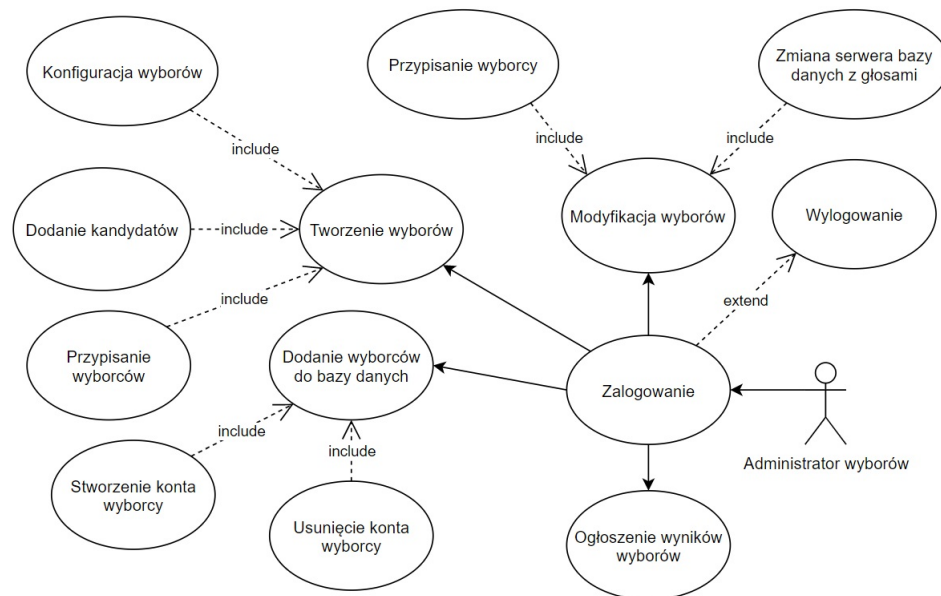 Konfiguracja wyborów
Przypisanie wyborcy
Zmiana serwera bazy
danych z głosami
include
include
include
Dodanie kandydatów
include
Tworzenie wyborów
Modyfikacja wyborów
Wylogowanie
include
extend
Przypisanie
wyborców
Dodanie wyborców
do bazy danych
Zalogowanie
include
include
Administrator wyborów
Stworzenie konta
wyborcy
Usunięcie konta
wyborcy
Ogłoszenie wyników
wyborów